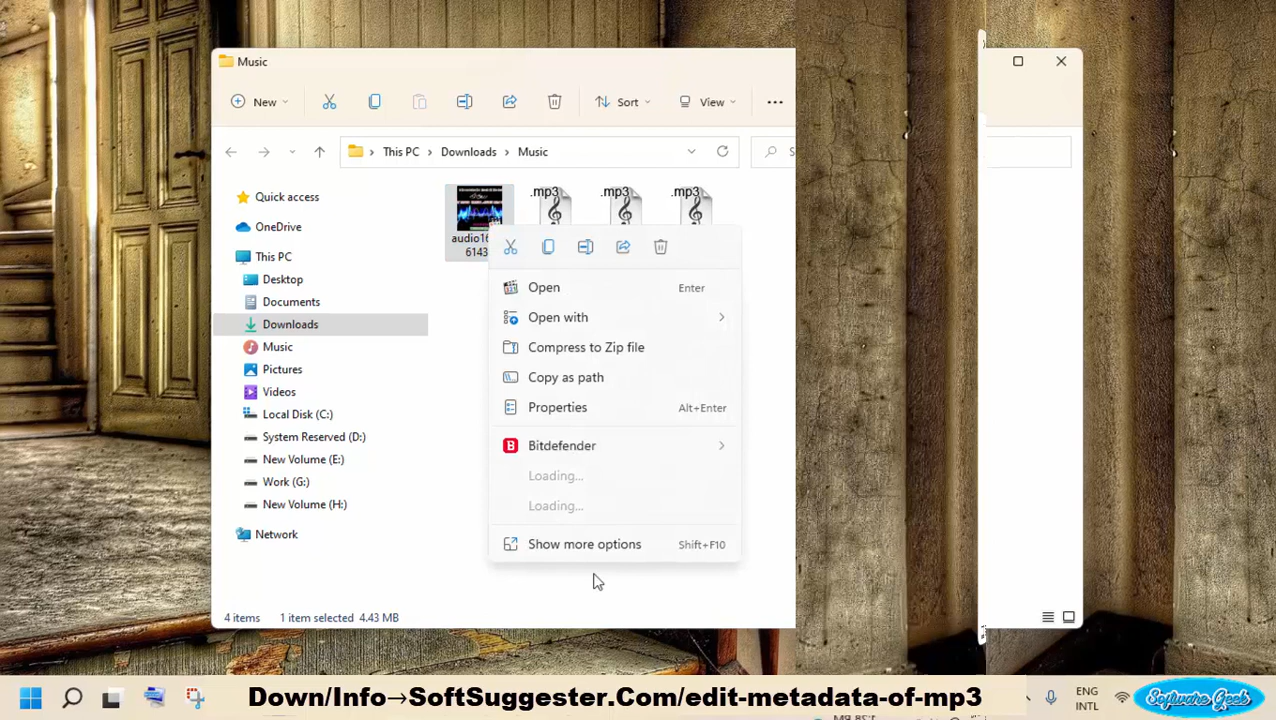 Music
New
Sort
View
This PC
Downloads
Music
.mp3
.mp3
.mp3
Quick access
OneDrive
This PC
Desktop
Documents
Downloads
Music
Pictures
Videos
Local Disk (C:)
System Reserved (D:)
New Volume (E:)
Work (G:)
New Volume (H:)
Network
6143
Open Enter
Open with
Compress to Zip file
Copy as path
Properties Alt+Enter
B Bitdefender
Loading...
Loading...
Show more options Shift+F10
4 items 1 item selected 4.43 MB
Down/Info→SoftSuggester.Com/edit-metadata-of-mp3
ENG
INTL
Software Geek